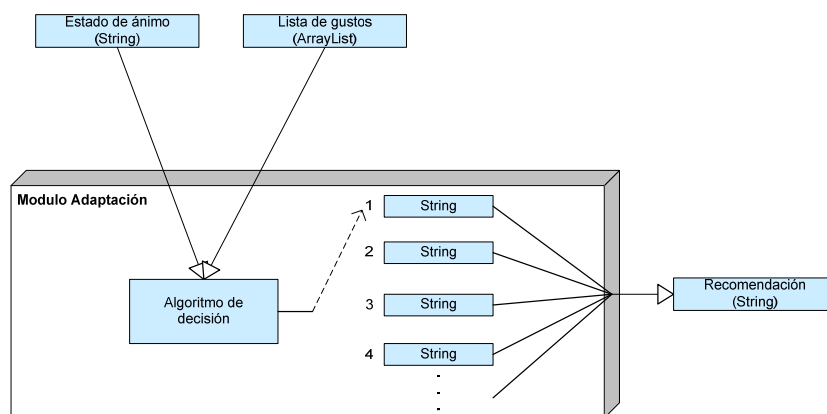 Estado de ánimo
(String)
Lista de gustos
(ArrayList)
Modulo Adaptación
1
String
2
String
3
String
4
String
Algoritmo de
decisión
Recomendación
(String)